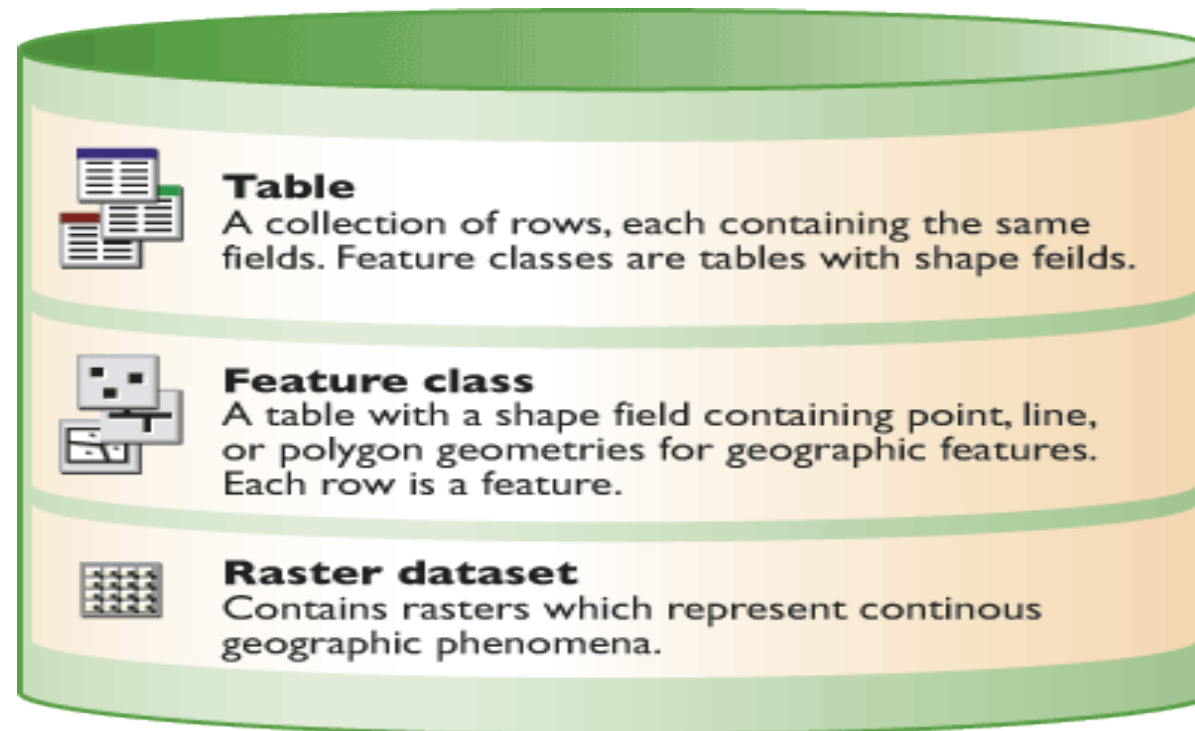 Table
A collection of rows, each containing the same
fields. Feature classes are tables with shape feilds.
Feature class
A table with a shape field containing point, line,
or polygon geometries for geographic features.
Each row is a feature.
Raster dataset
Contains rasters which represent continous
geographic phenomena.